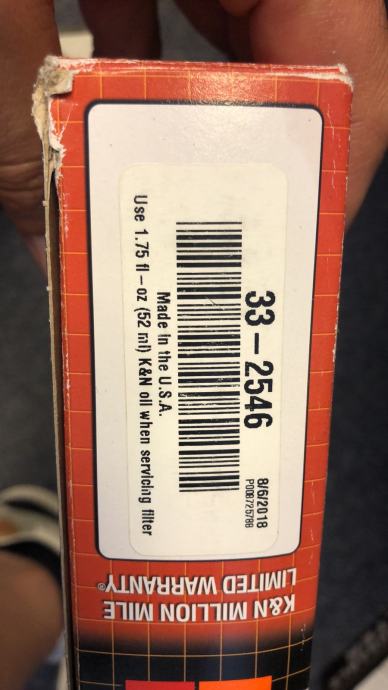 33-2546
8/6/2018
P008725788
Made in the U.S.A.
Use 1.75 fl-oz (52 ml) K&N oil when servicing filter
K&N MILLION MILE
LIMITED WARRANTY®